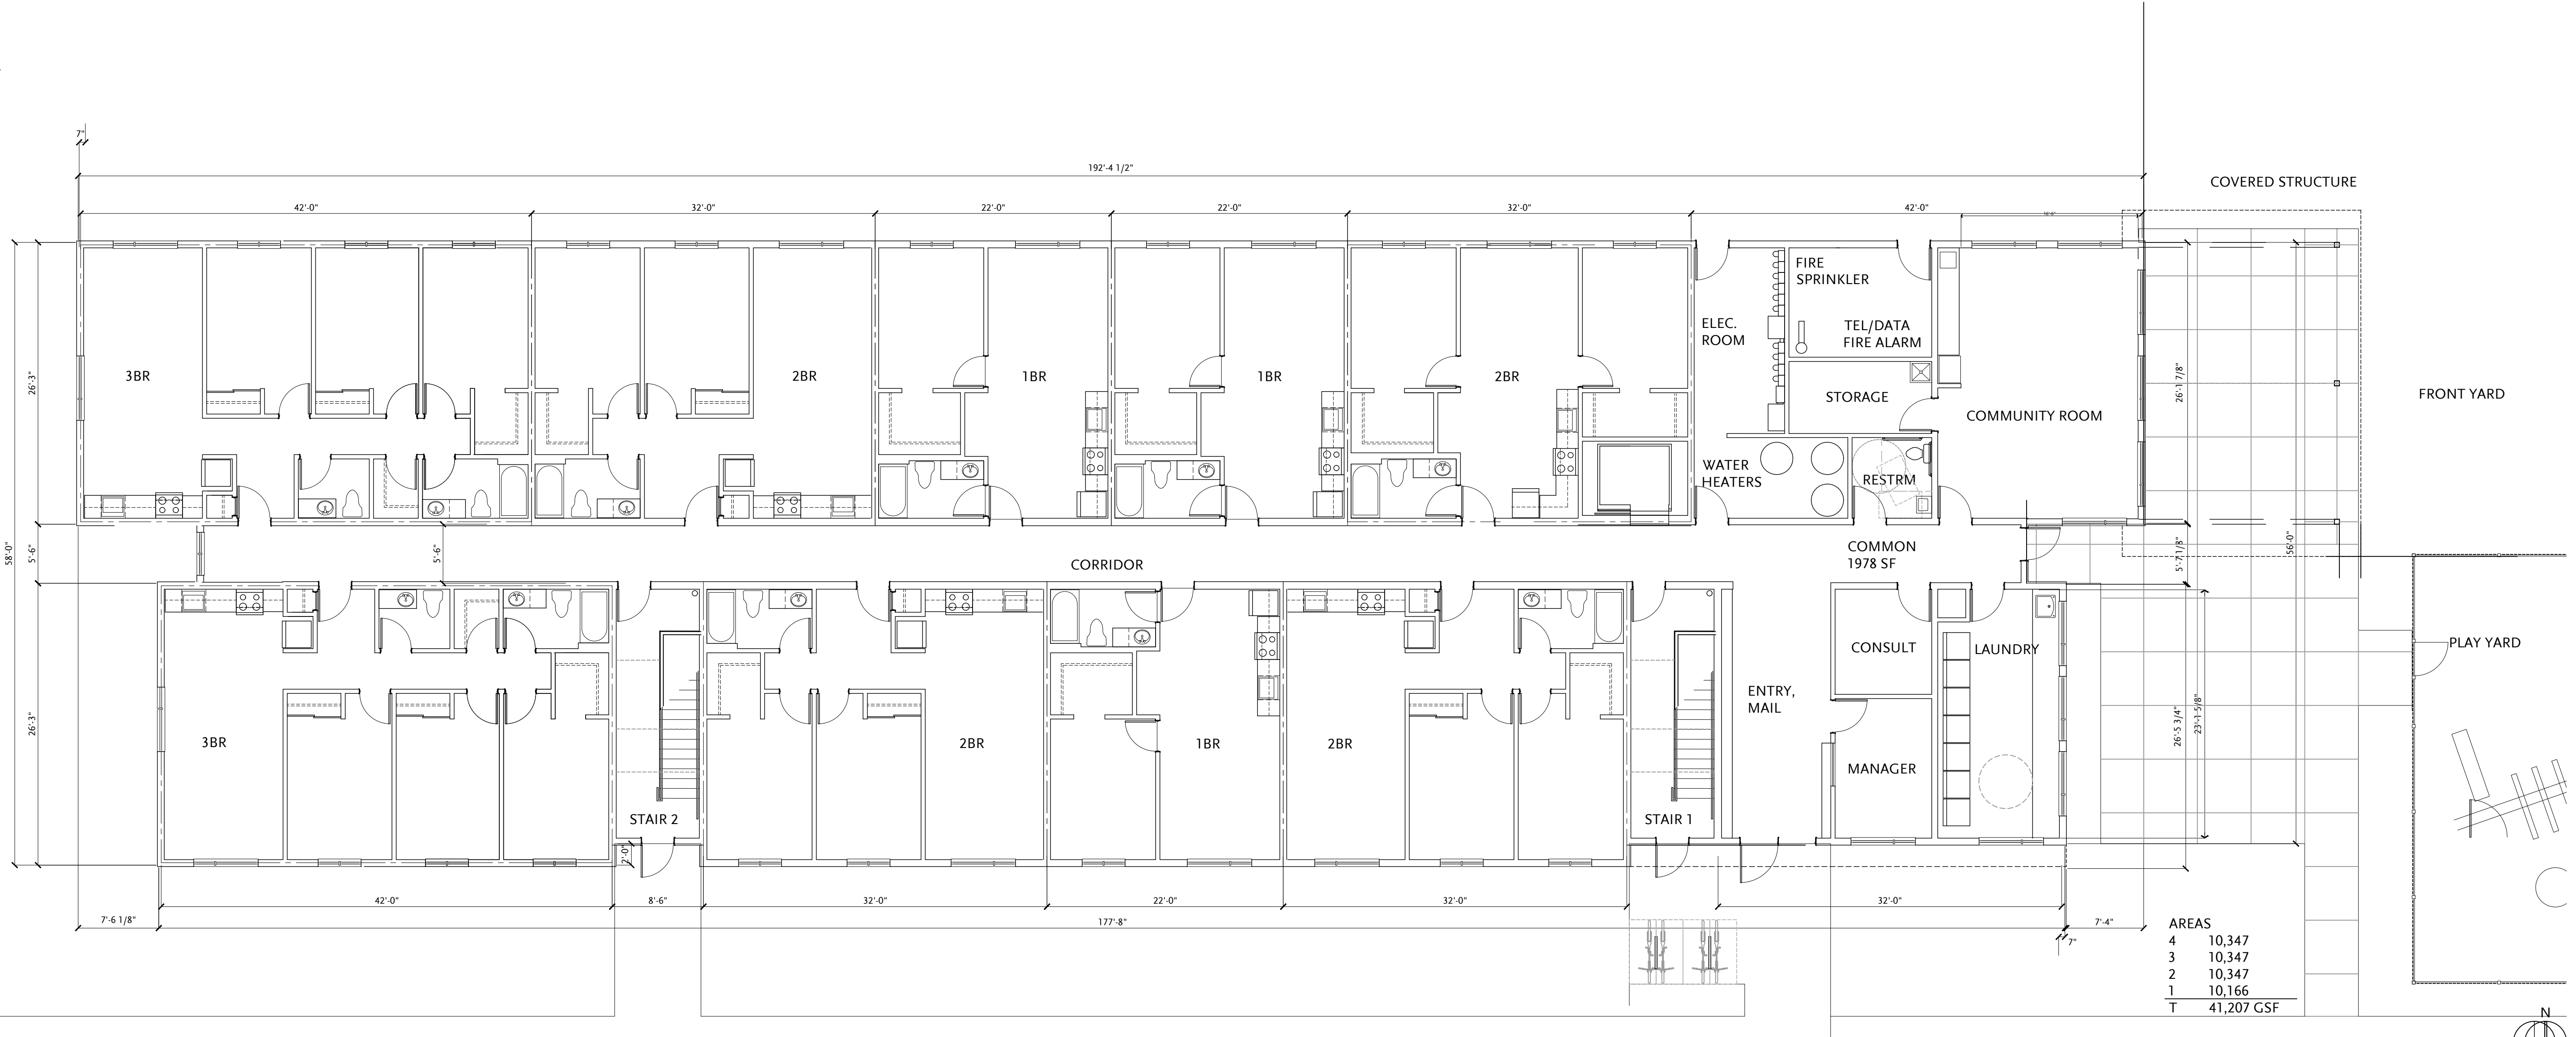 7"
192'-4 1/2"
COVERED STRUCTURE
42'-0"
32'-0"
22'-0"
22'-0"
32'-0"
42'-0"
FIRE
SPRINKLER
ELEC.
ROOM
TEL/DATA
FIRE ALARM
3BR
2BR
1BR
1BR
2BR
26'-3"
26'-1 7/8"
STORAGE
FRONT YARD
COMMUNITY ROOM
WATER
HEATERS
RESTRM
58'-0"
5'-6"
5'-6"
CORRIDOR
COMMON
1978 SF
5'-7 1/8"
56'-0"
CONSULT
LAUNDRY
PLAY YARD
ENTRY,
MAIL
26'-3"
3BR
2BR
1BR
2BR
MANAGER
26'-5 3/4"
23'-1 5/8"
STAIR 2
STAIR 1
2'-0"
42'-0"
8'-6"
32'-0"
22'-0"
32'-0"
32'-0"
7'-6 1/8"
177'-8"
7'-4"
7"
AREAS
4 10,347
3 10,347
2 10,347
1 10,166
T 41,207 GSF
N